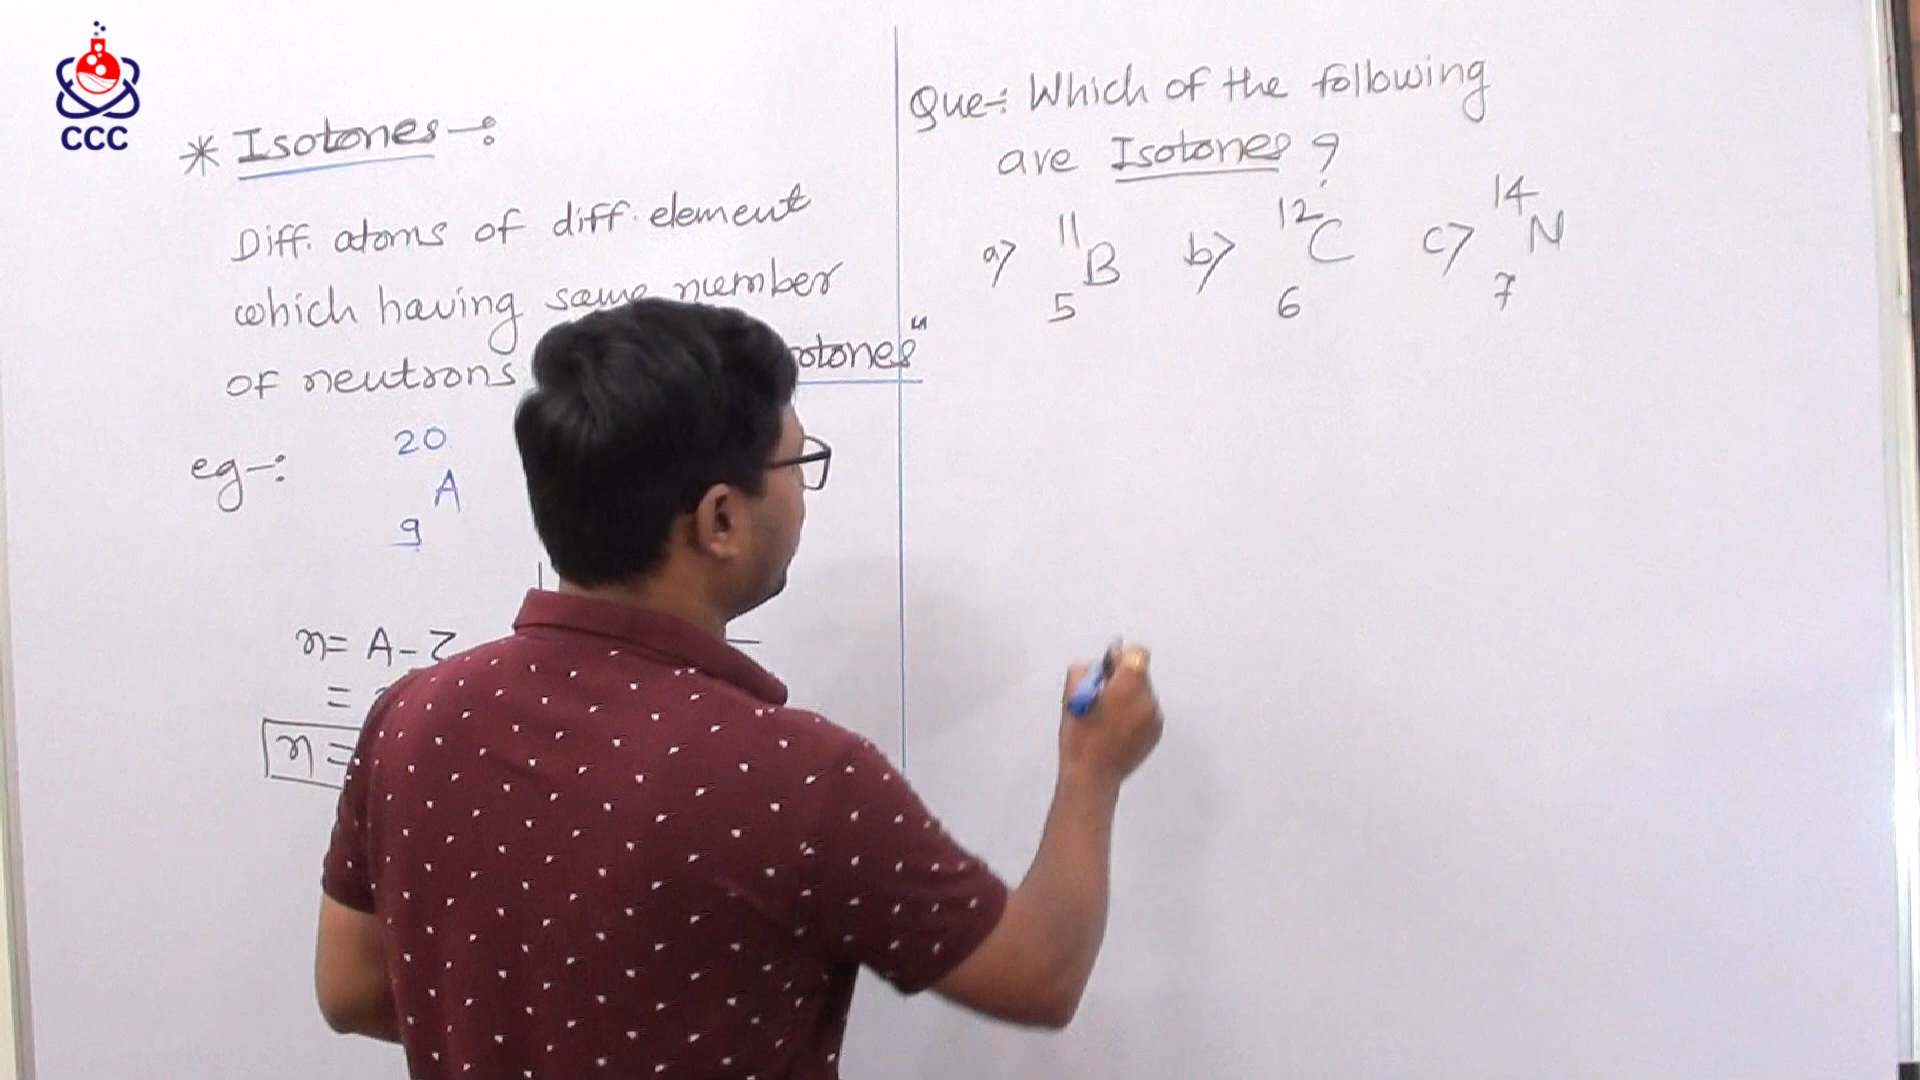 CCC
* Isotones -:
Diff. atoms of diff. element
which having same number
of neutrons otones"
eg-:
20
A
9
n = A - Z
=
n =
Que-: Which of the following
are Isotones ?
a) 11 B 5 b) 12 C 6 c) 14 N 7